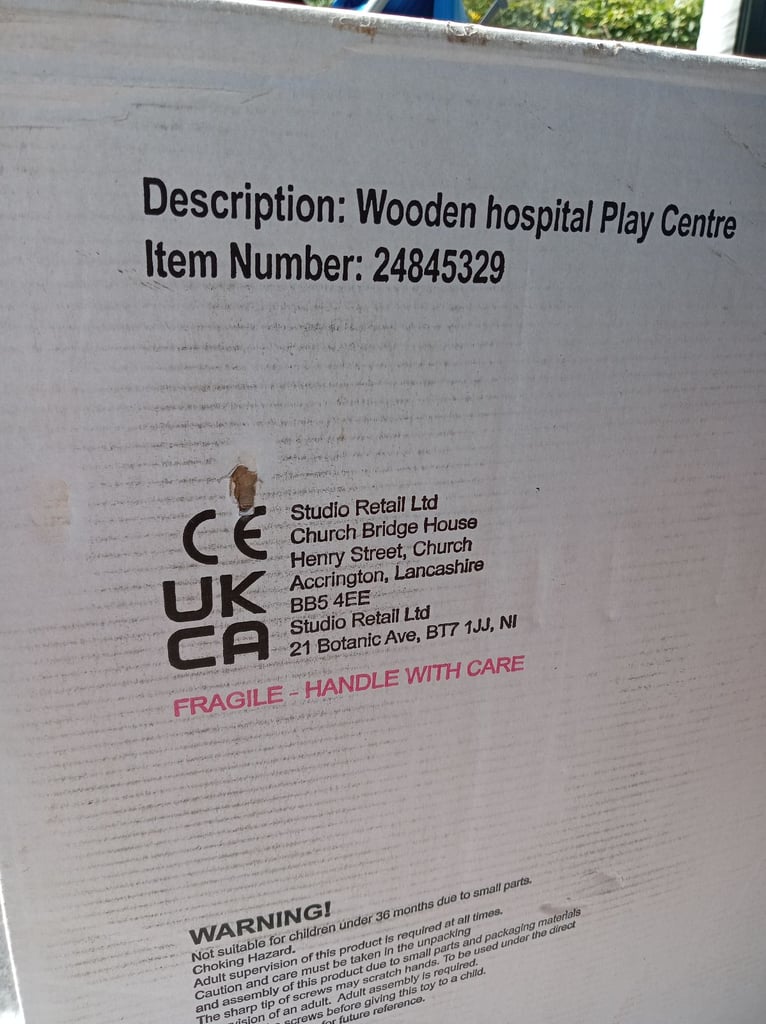 Description: Wooden hospital Play Centre
Item Number: 24845329
CE
UK
CA
Studio Retail Ltd
Church Bridge House
Henry Street, Church
Accrington, Lancashire
BB5 4EE
Studio Retail Ltd
21 Botanic Ave, BT7 1JJ, NI
FRAGILE - HANDLE WITH CARE
WARNING!
Not suitable for children under 36 months due to small parts.
Choking Hazard.
Adult supervision of this product is required at all times.
Caution and care must be taken in the unpacking
and assembly of this product due to small parts and packaging materials
The sharp tip of screws may scratch hands. To be used under the direct
of an adult. Adult assembly is required.
screws before giving this toy to a child.
for future reference.